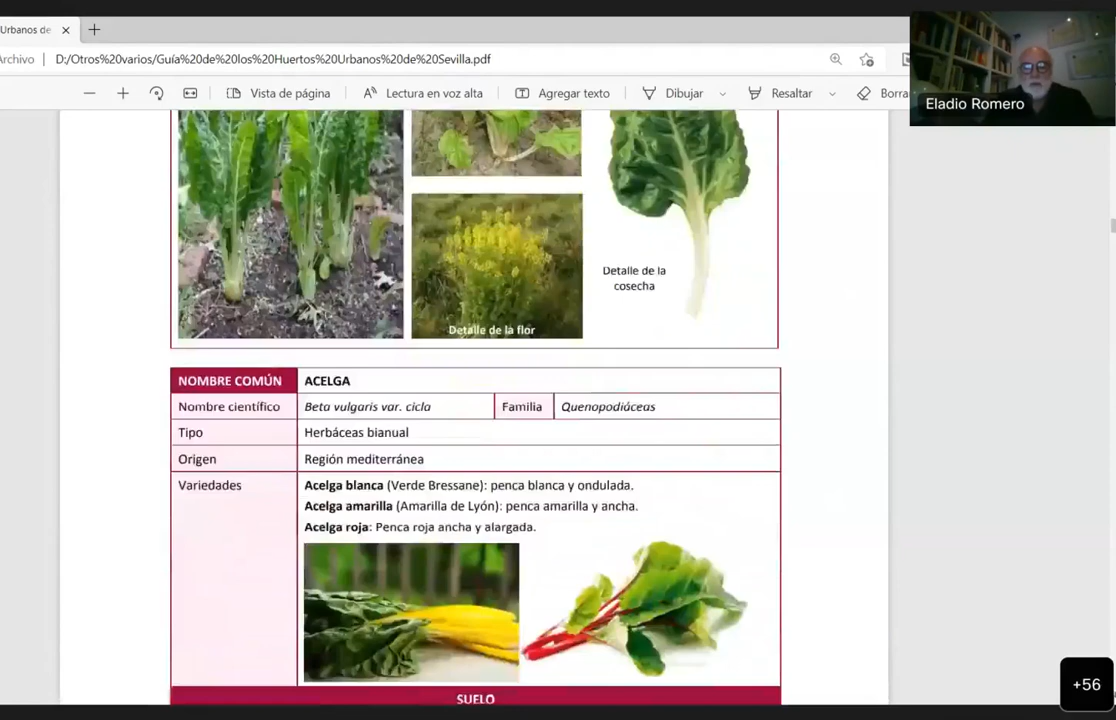 Urbanos de
Archivo D:/Otros%20varios/Guía%20de%20los%20Huertos%20Urbanos%20de%20Sevilla.pdf
Vista de página Lectura en voz alta Agregar texto Dibujar Resaltar Borra
Eladio Romero
Detalle de la
cosecha
Detalle de la flor
NOMBRE COMÚN ACELGA
Nombre científico Beta vulgaris var. cicla Familia Quenopodiáceas
Tipo Herbáceas bianual
Origen Región mediterránea
Variedades Acelga blanca (Verde Bressane): penca blanca y ondulada.
Acelga amarilla (Amarilla de Lyón): penca amarilla y ancha.
Acelga roja: Penca roja ancha y alargada.
SUELO
+56